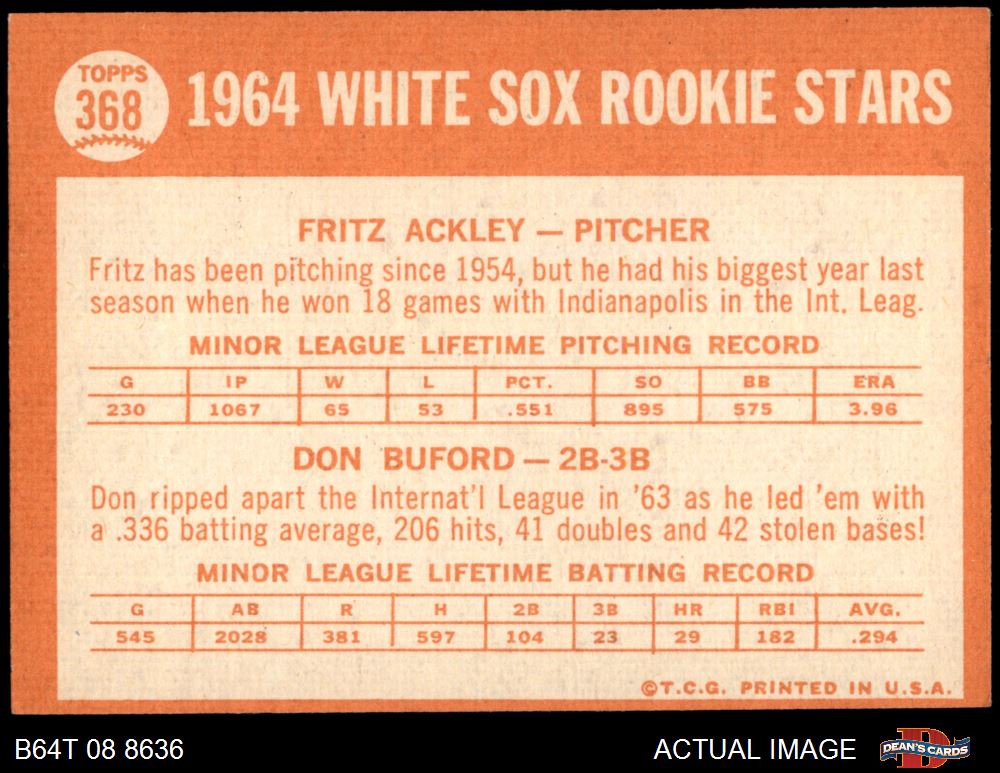 TOPPS
368
1964 WHITE SOX ROOKIE STARS
FRITZ ACKLEY — PITCHER
Fritz has been pitching since 1954, but he had his biggest year last
season when he won 18 games with Indianapolis in the Int. Leag.
MINOR LEAGUE LIFETIME PITCHING RECORD
G IP W L PCT. SO BB ERA
230 1067 65 53 .551 895 575 3.96
DON BUFORD — 2B-3B
Don ripped apart the Internat'l League in '63 as he led 'em with
a .336 batting average, 206 hits, 41 doubles and 42 stolen bases!
MINOR LEAGUE LIFETIME BATTING RECORD
G AB R H 2B 3B HR RBI AVG.
545 2028 381 597 104 23 29 182 .294
©T.C.G. PRINTED IN U.S.A.
B64T 08 8636
ACTUAL IMAGE
DEAN'S CARDS